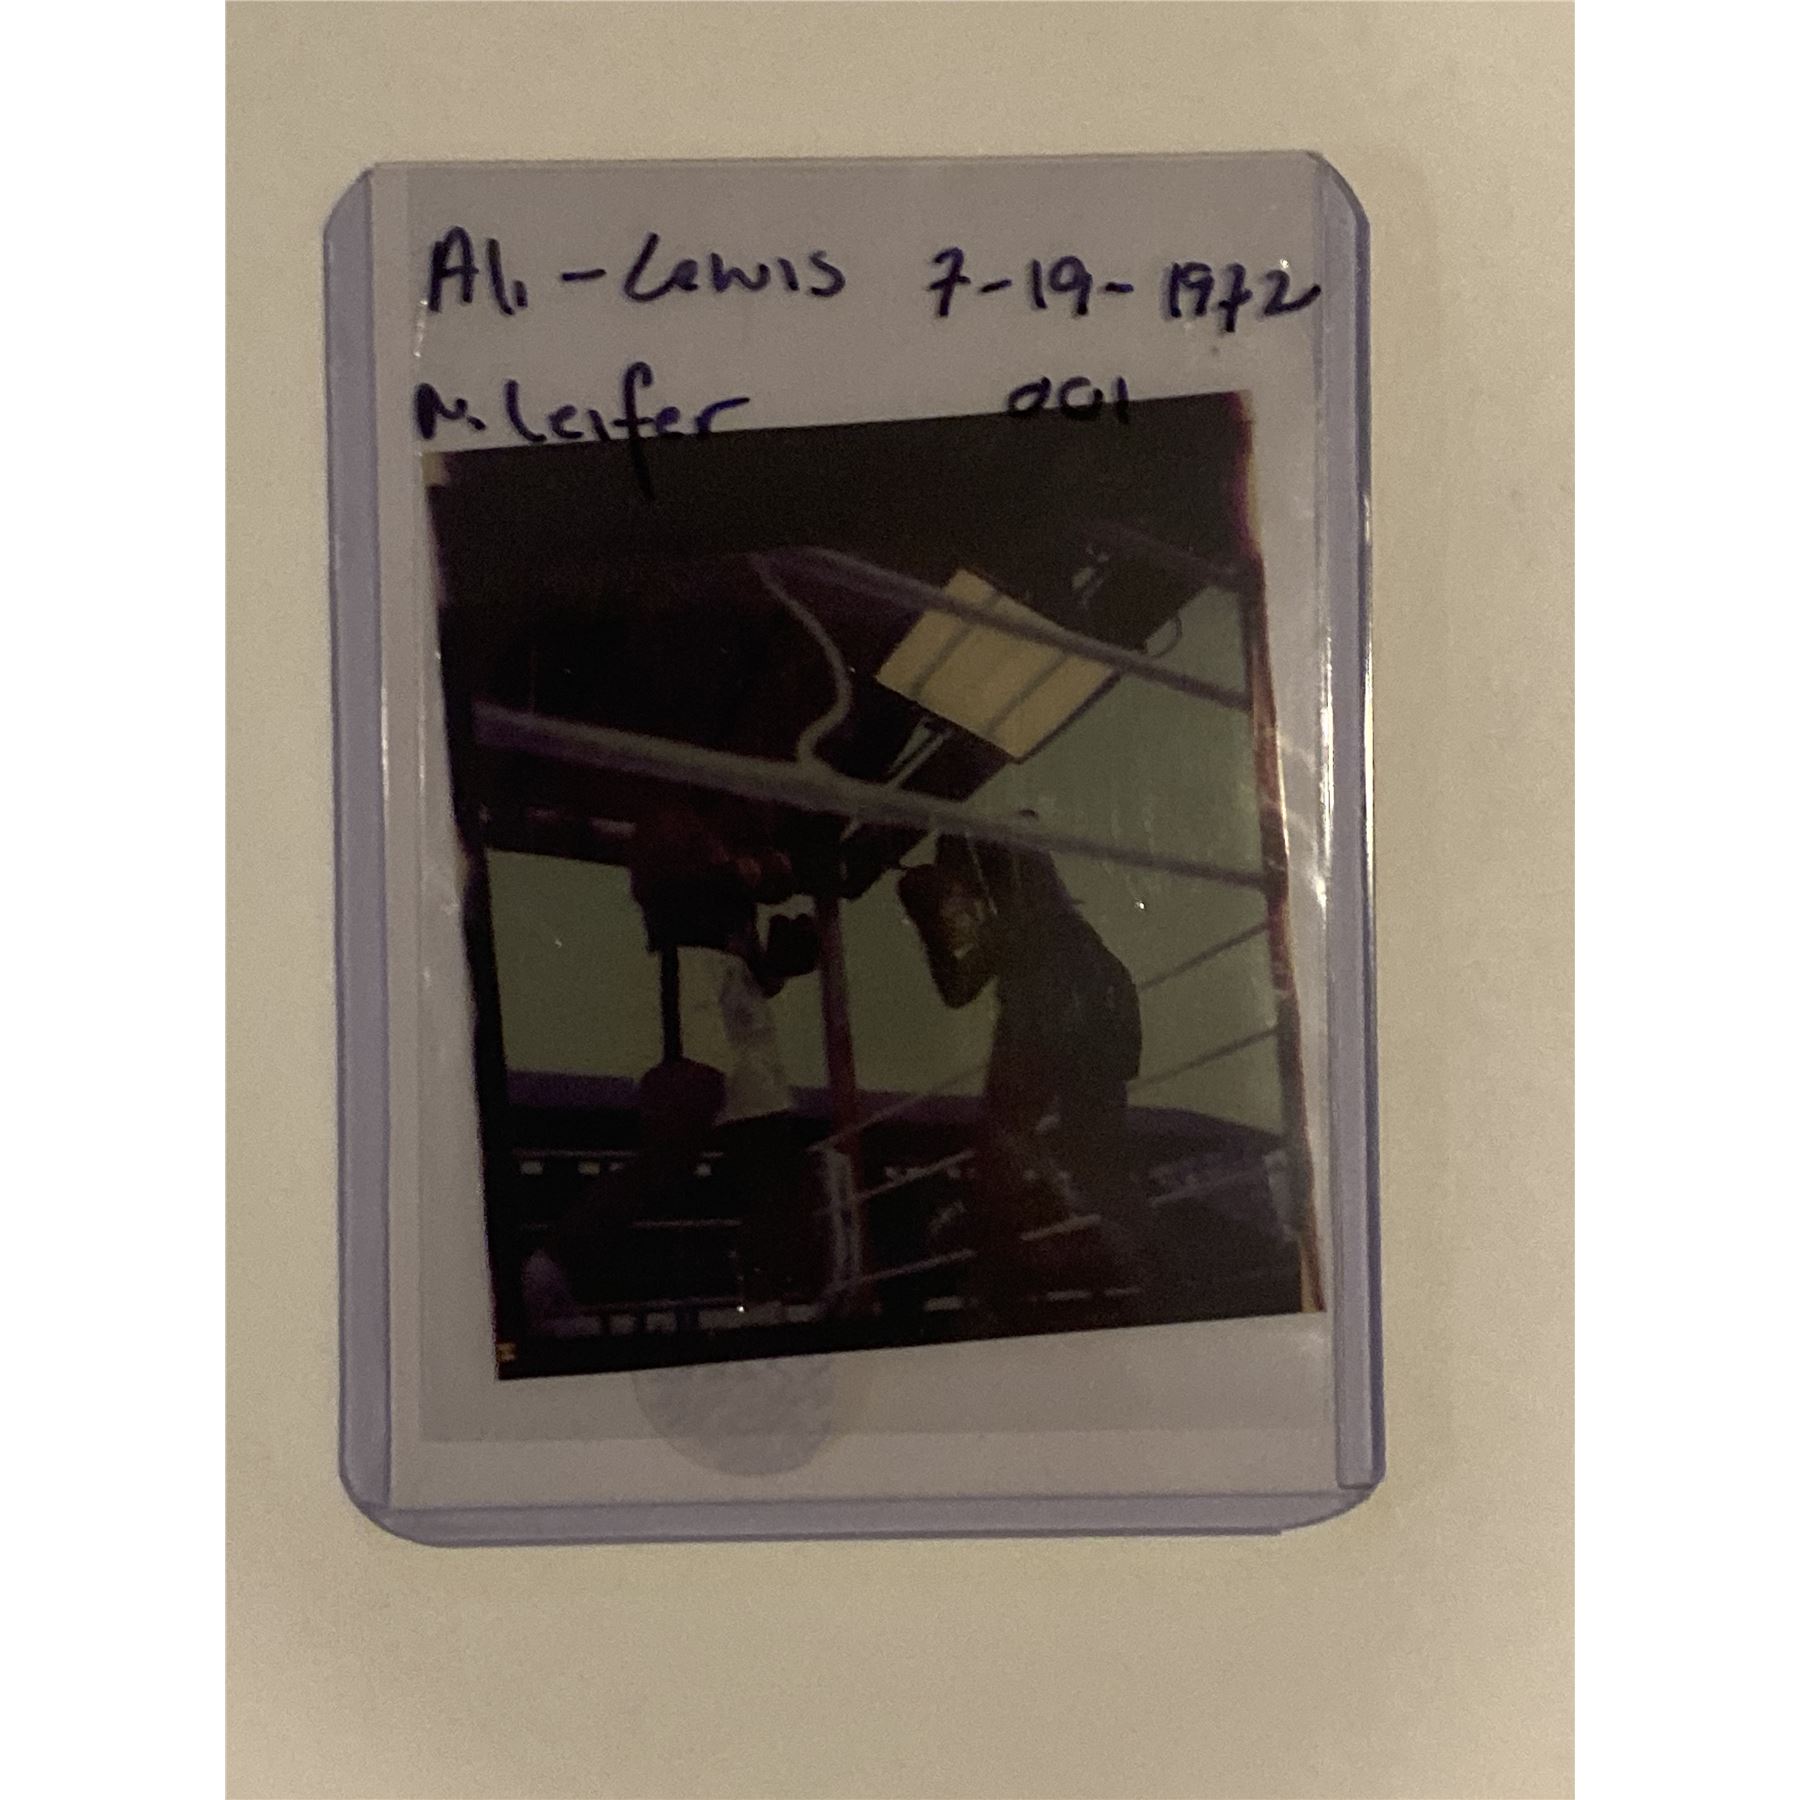 Ali - Lewis 7-19-1972
N. Leifer 001